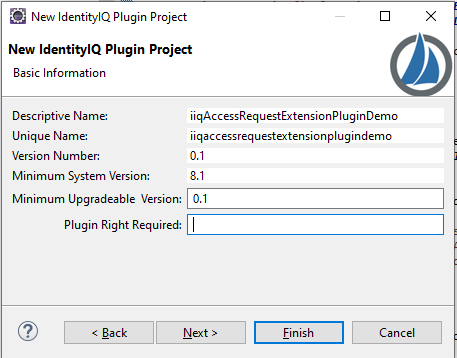 New IdentityIQ Plugin Project
New IdentityIQ Plugin Project
Basic Information
Descriptive Name: iiqAccessRequestExtensionPluginDemo
Unique Name: iiqaccessrequestextensionplugindemo
Version Number: 0.1
Minimum System Version: 8.1
Minimum Upgradeable Version: 0.1
Plugin Right Required:
? < Back Next > Finish Cancel